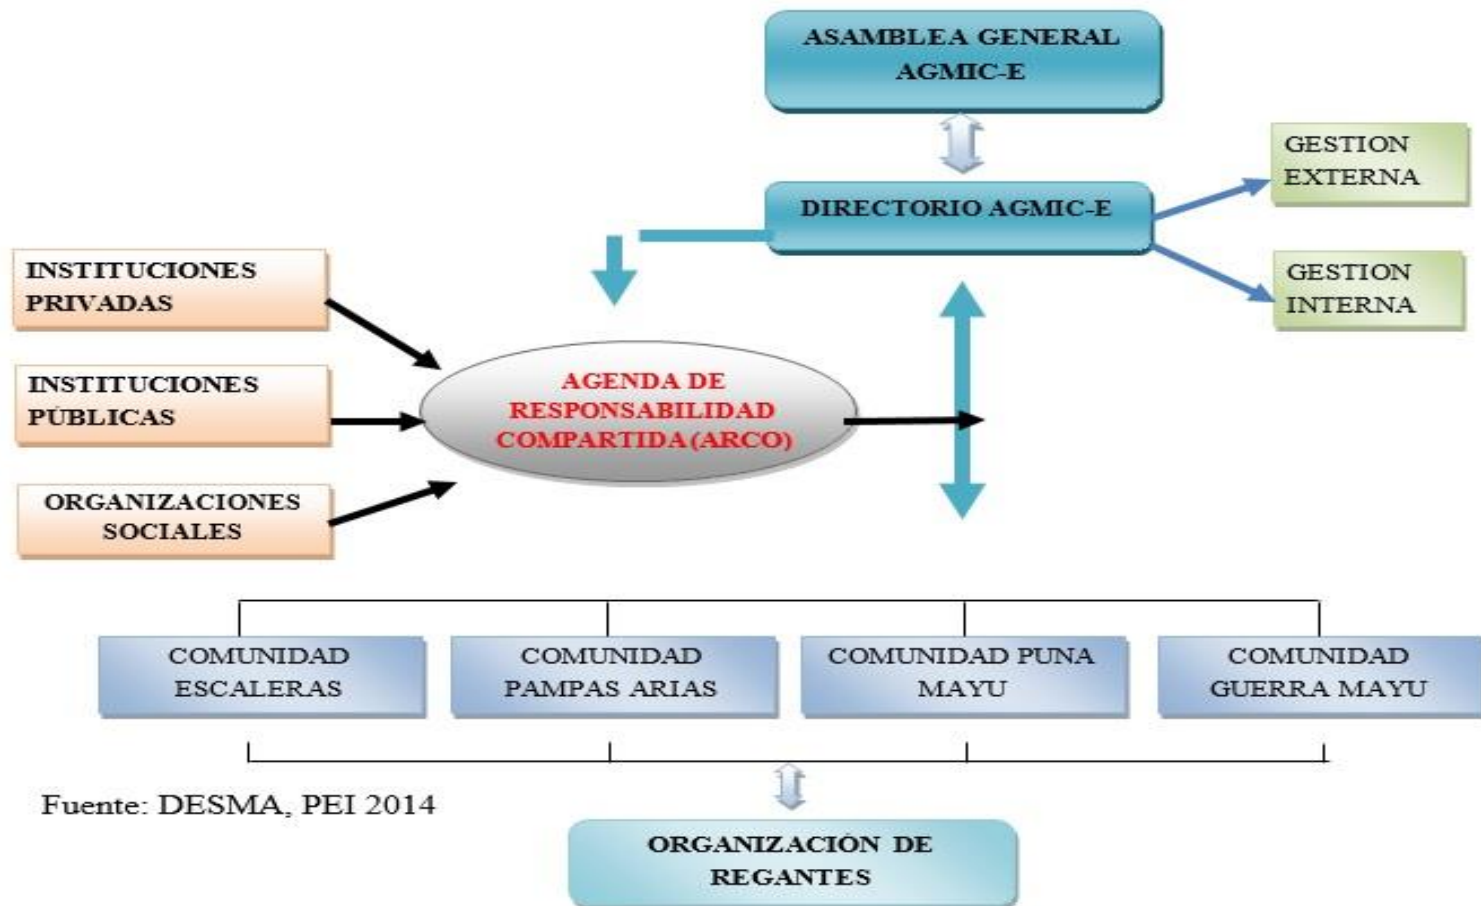 ASAMBLEA GENERAL
AGMIC-E
DIRECTORIO AGMIC-E
GESTION
EXTERNA
GESTION
INTERNA
INSTITUCIONES
PRIVADAS
INSTITUCIONES
PÚBLICAS
ORGANIZACIONES
SOCIALES
AGENDA DE
RESPONSABILIDAD
COMPARTIDA (ARCO)
COMUNIDAD
ESCALERAS
COMUNIDAD
PAMPAS ARIAS
COMUNIDAD PUNA
MAYU
COMUNIDAD
GUERRA MAYU
Fuente: DESMA, PEI 2014
ORGANIZACIÓN DE
REGANTES